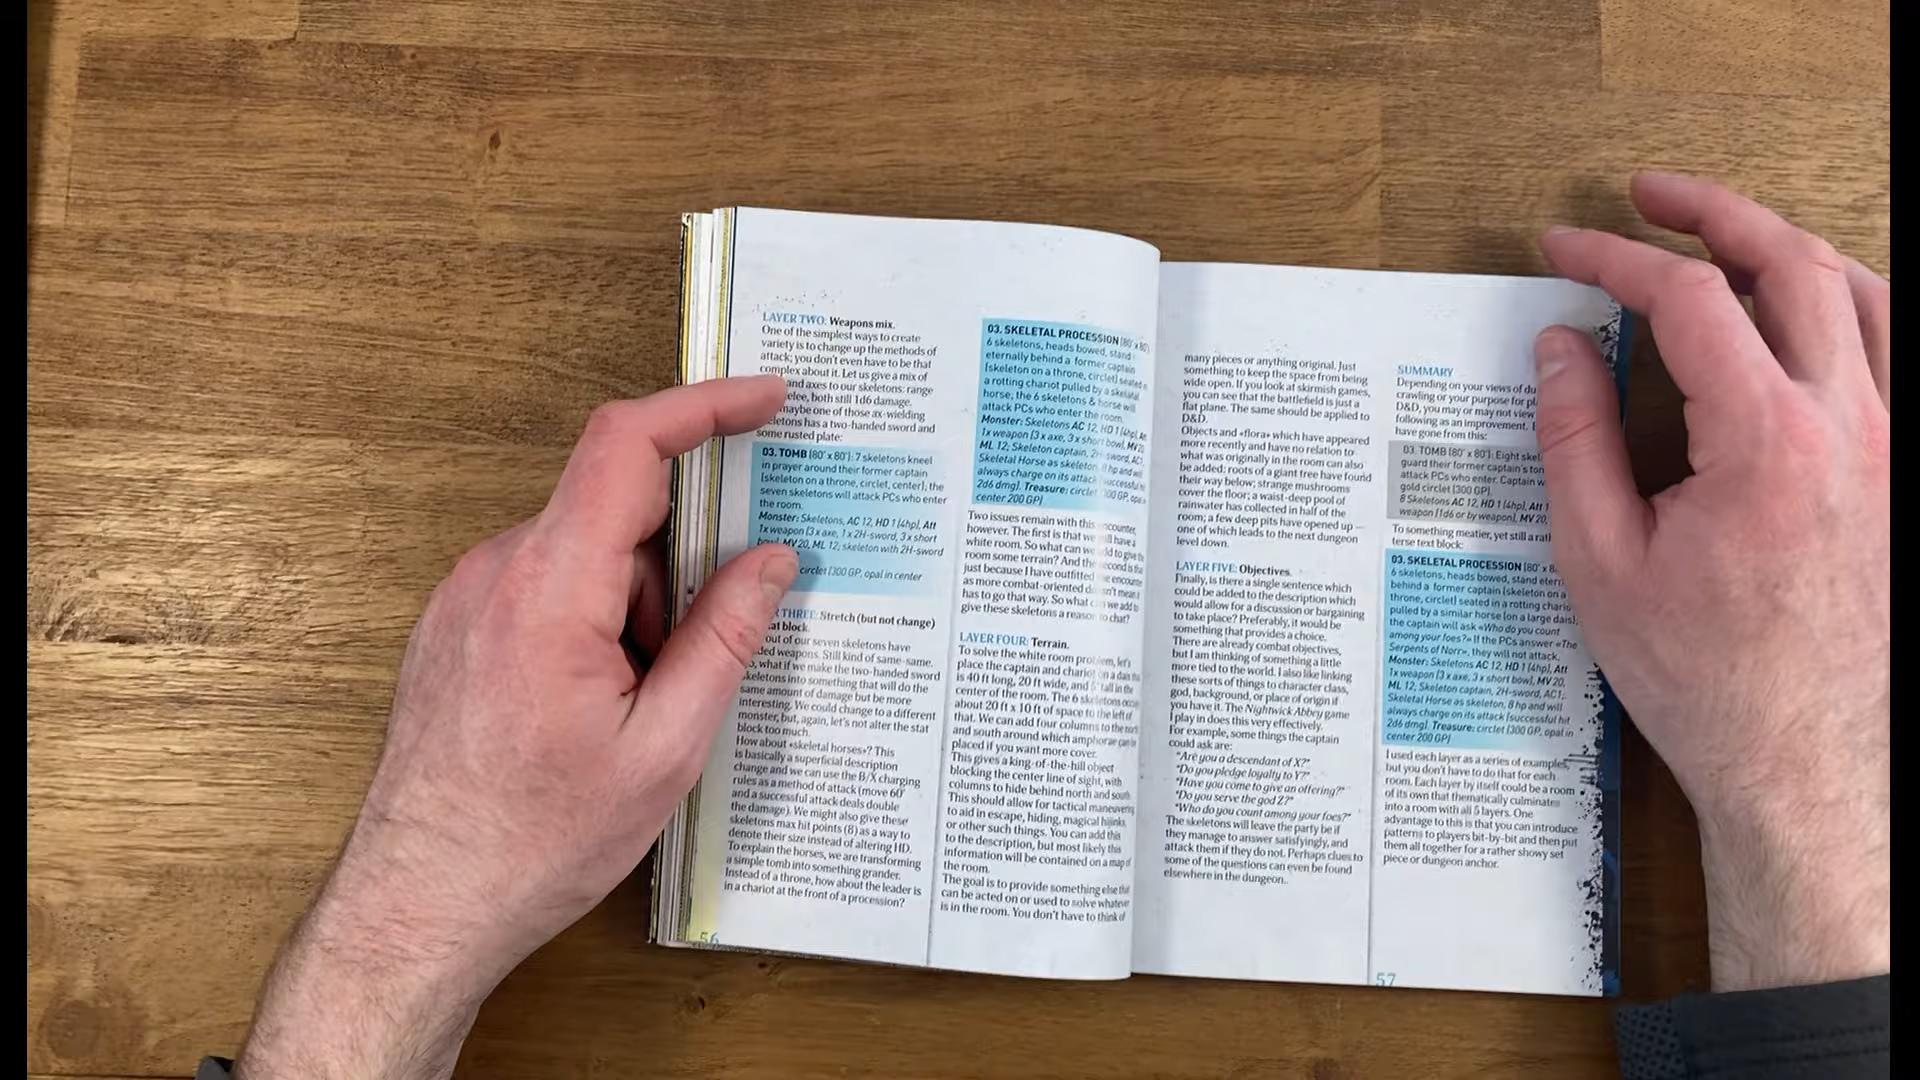 LAYER TWO: Weapons mix.
One of the simplest ways to create
variety is to change up the methods of
attack; you don't even have to be that
complex about it. Let us give a mix of
and axes to our skeletons: range
elee, both still 1d6 damage.
maybe one of those ax-wielding
eletons has a two-handed sword and
some rusted plate:
03. TOMB (80' x 80'): 7 skeletons kneel
in prayer around their former captain
(skeleton on a throne, circlet, center); the
seven skeletons will attack PCs who enter
the room.
Monster: Skeletons, AC 12, HD 1 (4hp), Att
1x weapon (3 x axe, 1 x 2H-sword, 3 x short
bow), MV 20, ML 12; skeleton with 2H-sword
circlet (300 GP, opal in center
THREE: Stretch (but not change)
at block.
out of our seven skeletons have
ded weapons. Still kind of same-same.
o, what if we make the two-handed sword
skeletons into something that will do the
same amount of damage but be more
interesting. We could change to a different
monster, but, again, let's not alter the stat
block too much.
How about «skeletal horses»? This
is basically a superficial description
change and we can use the B/X charging
rules as a method of attack (move 60'
and a successful attack deals double
the damage). We might also give these
skeletons max hit points (8) as a way to
denote their size instead of altering HD.
To explain the horses, we are transforming
a simple tomb into something grander.
Instead of a throne, how about the leader is
in a chariot at the front of a procession?
56
03. SKELETAL PROCESSION (80' x 80')
6 skeletons, heads bowed, stand
eternally behind a former captain
(skeleton on a throne, circlet) seated
a rotting chariot pulled by a skeletal
horse; the 6 skeletons & horse will
attack PCs who enter the room.
Monster: Skeletons AC 12, HD 1 (4hp), Att
1x weapon (3 x axe, 3 x short bow), MV 20,
ML 12; Skeleton captain, 2H-sword, AC1;
Skeletal Horse as skeleton, 8 hp and will
always charge on its attack (successful hit
2d6 dmg). Treasure: circlet (300 GP, opal
center 200 GP)
Two issues remain with this encounter,
however. The first is that we still have a
white room. So what can we add to give the
room some terrain? And the second is that
just because I have outfitted the encounter
as more combat-oriented doesn't mean it
has to go that way. So what can we add to
give these skeletons a reason to chat?
LAYER FOUR: Terrain.
To solve the white room problem, let's
place the captain and chariot on a dais that
is 40 ft long, 20 ft wide, and 5' tall in the
center of the room. The 6 skeletons occupy
about 20 ft x 10 ft of space to the left of
that. We can add four columns to the north
and south around which amphorae can be
placed if you want more cover.
This gives a king-of-the-hill object
blocking the center line of sight, with
columns to hide behind north and south.
This should allow for tactical maneuvering
to aid in escape, hiding, magical hijinks,
or other such things. You can add this
to the description, but most likely this
information will be contained on a map of
the room.
The goal is to provide something else that
can be acted on or used to solve whatever
is in the room. You don't have to think of
many pieces or anything original. Just
something to keep the space from being
wide open. If you look at skirmish games,
you can see that the battlefield is just a
flat plane. The same should be applied to
D&D.
Objects and «flora» which have appeared
more recently and have no relation to
what was originally in the room can also
be added: roots of a giant tree have found
their way below; strange mushrooms
cover the floor; a waist-deep pool of
rainwater has collected in half of the
room; a few deep pits have opened up —
one of which leads to the next dungeon
level down.
LAYER FIVE: Objectives.
Finally, is there a single sentence which
could be added to the description which
would allow for a discussion or bargaining
to take place? Preferably, it would be
something that provides a choice.
There are already combat objectives,
but I am thinking of something a little
more tied to the world. I also like linking
these sorts of things to character class,
god, background, or place of origin if
you have it. The Nightwick Abbey game
I play in does this very effectively.
For example, some things the captain
could ask are:
"Are you a descendant of X?"
"Do you pledge loyalty to Y?"
"Have you come to give an offering?"
"Do you serve the god Z?"
"Who do you count among your foes?"
The skeletons will leave the party be if
they manage to answer satisfyingly, and
attack them if they do not. Perhaps clues to
some of the questions can even be found
elsewhere in the dungeon..
SUMMARY
Depending on your views of du
crawling or your purpose for pl
D&D, you may or may not view
following as an improvement.
have gone from this:
03. TOMB (80' x 80'): Eight skel
guard their former captain's tom
attack PCs who enter. Captain w
gold circlet (300 GP).
8 Skeletons AC 12, HD 1 (4hp), Att 1
weapon (1d6 or by weapon), MV 20,
To something meatier, yet still a rat
terse text block:
03. SKELETAL PROCESSION (80' x 8
6 skeletons, heads bowed, stand etern
behind a former captain (skeleton on a
throne, circlet) seated in a rotting chario
pulled by a similar horse (on a large dais);
the captain will ask «Who do you count
among your foes?» If the PCs answer «The
Serpents of Norr», they will not attack.
Monster: Skeletons AC 12, HD 1 (4hp), Att
1x weapon (3 x axe, 3 x short bow), MV 20,
ML 12; Skeleton captain, 2H-sword, AC1;
Skeletal Horse as skeleton, 8 hp and will
always charge on its attack (successful hit
2d6 dmg). Treasure: circlet (300 GP, opal in
center 200 GP)
I used each layer as a series of examples,
but you don't have to do that for each
room. Each layer by itself could be a room
of its own that thematically culminates
into a room with all 5 layers. One
advantage to this is that you can introduce
patterns to players bit-by-bit and then put
them all together for a rather showy set
piece or dungeon anchor.
57